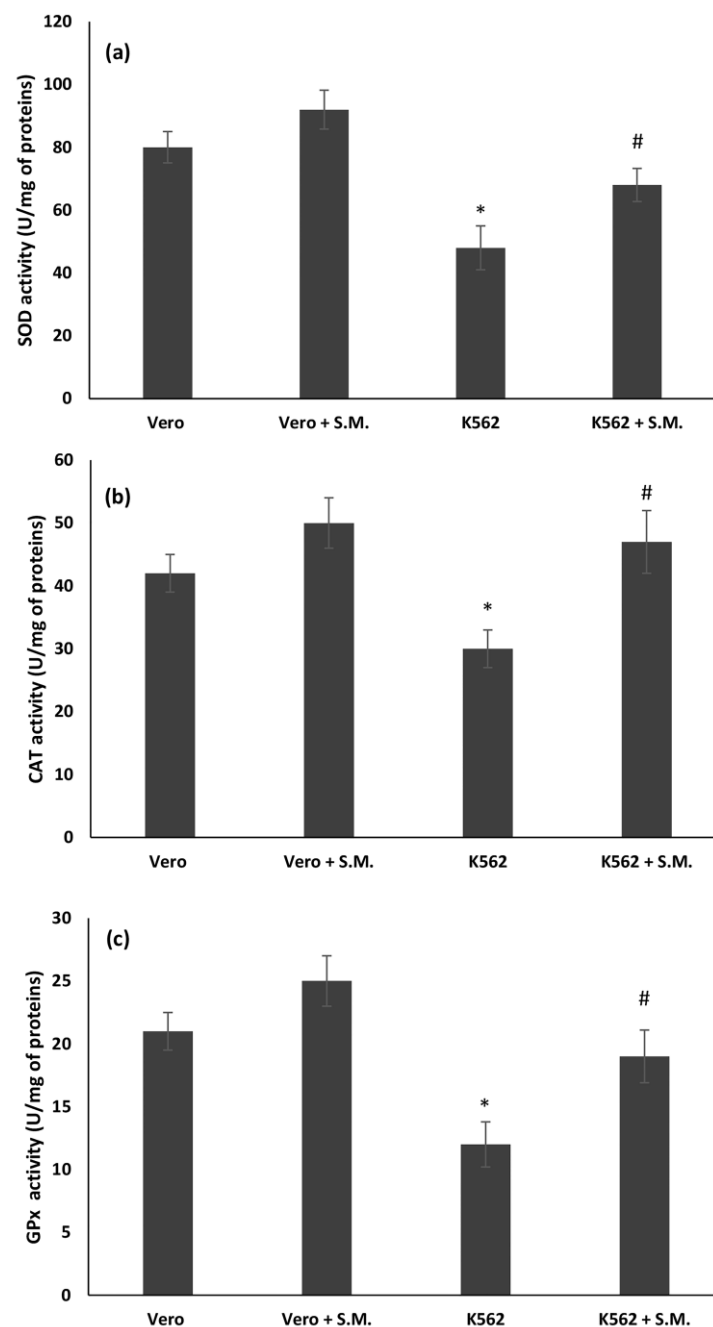 SOD activity (U/mg of proteins)
120
100
80
60
40
20
0
(a)
*
#
Vero
Vero + S.M.
K562
K562 + S.M.
CAT activity (U/mg of proteins)
60
50
40
30
20
10
0
(b)
*
#
Vero
Vero + S.M.
K562
K562 + S.M.
GPx activity (U/mg of proteins)
30
25
20
15
10
5
0
(c)
*
#
Vero
Vero + S.M.
K562
K562 + S.M.